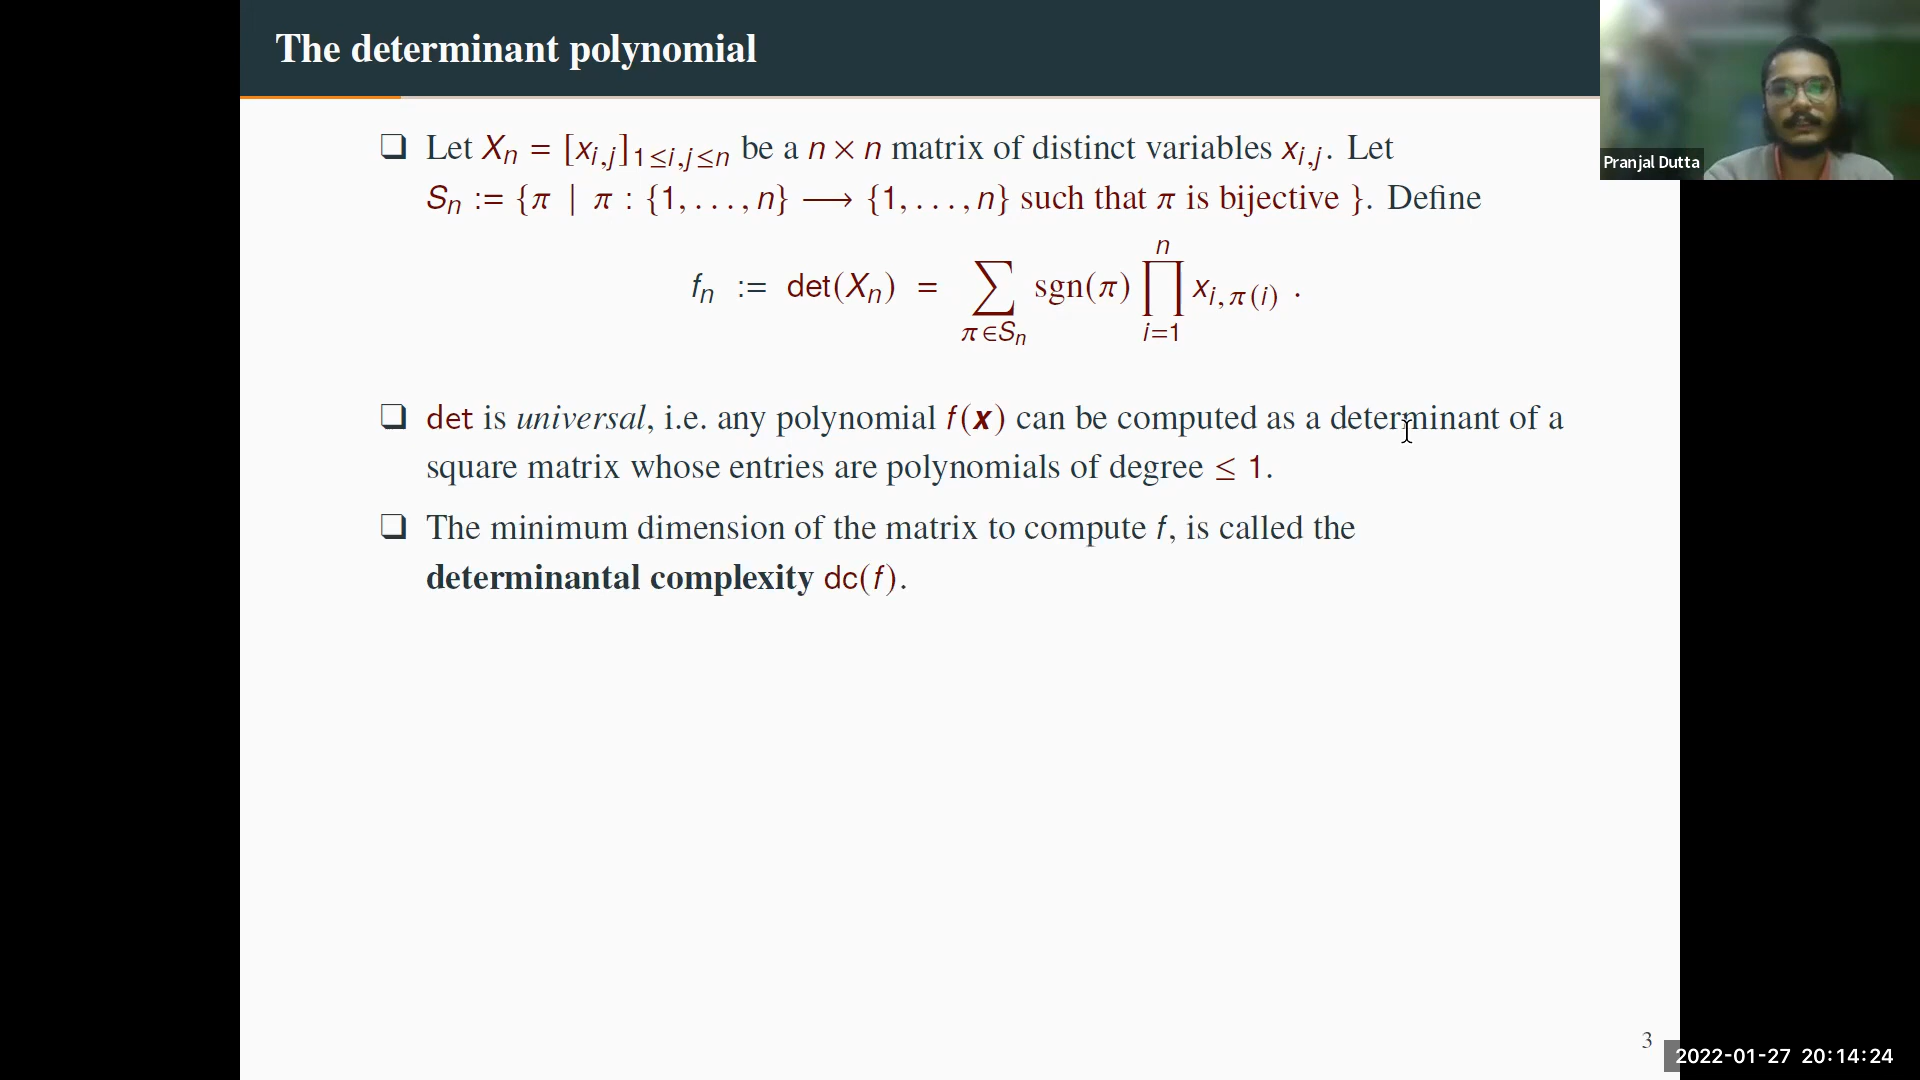 The determinant polynomial
❏ Let Xₙ = [xᵢ,ⱼ]₁≤ᵢ,ⱼ≤ₙ be a n × n matrix of distinct variables xᵢ,ⱼ. Let
Sₙ := {π | π : {1, . . . , n} ⟶ {1, . . . , n} such that π is bijective }. Define
fₙ := det(Xₙ) = ∑_{π∈Sₙ} sgn(π) ∏_{i=1}^{n} x_{i, π(i)} .
❏ det is universal, i.e. any polynomial f(x) can be computed as a determinant of a
square matrix whose entries are polynomials of degree ≤ 1.
❏ The minimum dimension of the matrix to compute f, is called the
determinantal complexity dc(f).
3
Pranjal Dutta
2022-01-27 20:14:24